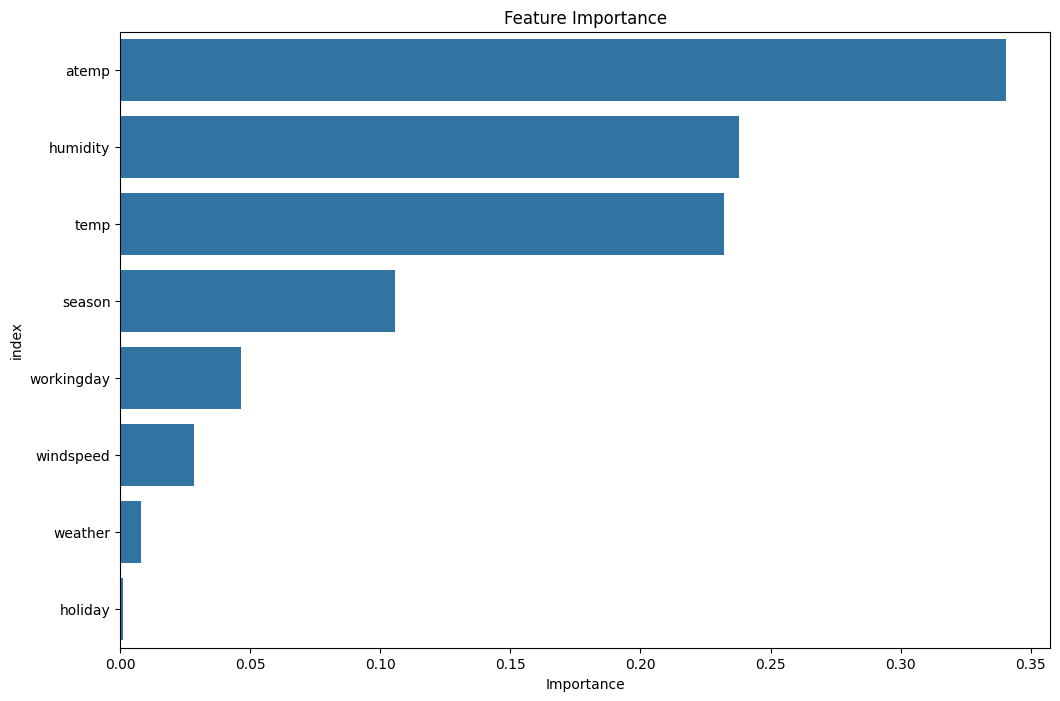 Feature Importance
atemp
humidity
temp
season
workingday
windspeed
weather
holiday
index
0.00 0.05 0.10 0.15 0.20 0.25 0.30 0.35
Importance